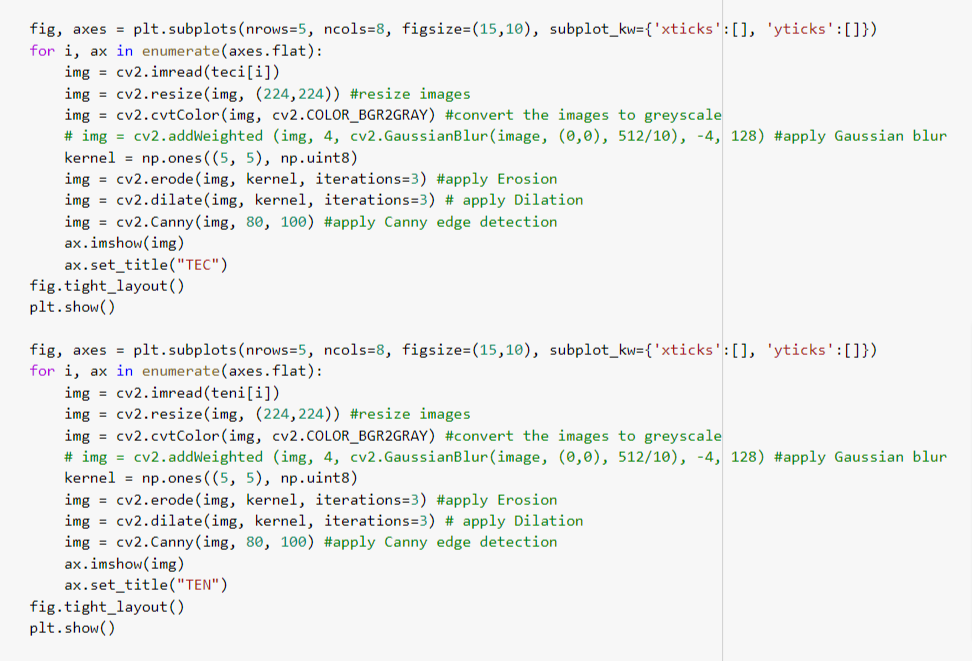 fig, axes = plt.subplots(nrows=5, ncols=8, figsize=(15,10), subplot_kw={'xticks':[], 'yticks':[]})
for i, ax in enumerate(axes.flat):
    img = cv2.imread(teci[i])
    img = cv2.resize(img, (224,224)) #resize images
    img = cv2.cvtColor(img, cv2.COLOR_BGR2GRAY) #convert the images to greyscale
    # img = cv2.addWeighted (img, 4, cv2.GaussianBlur(image, (0,0), 512/10), -4, 128) #apply Gaussian blur
    kernel = np.ones((5, 5), np.uint8)
    img = cv2.erode(img, kernel, iterations=3) #apply Erosion
    img = cv2.dilate(img, kernel, iterations=3) # apply Dilation
    img = cv2.Canny(img, 80, 100) #apply Canny edge detection
    ax.imshow(img)
    ax.set_title("TEC")
fig.tight_layout()
plt.show()

fig, axes = plt.subplots(nrows=5, ncols=8, figsize=(15,10), subplot_kw={'xticks':[], 'yticks':[]})
for i, ax in enumerate(axes.flat):
    img = cv2.imread(teni[i])
    img = cv2.resize(img, (224,224)) #resize images
    img = cv2.cvtColor(img, cv2.COLOR_BGR2GRAY) #convert the images to greyscale
    # img = cv2.addWeighted (img, 4, cv2.GaussianBlur(image, (0,0), 512/10), -4, 128) #apply Gaussian blur
    kernel = np.ones((5, 5), np.uint8)
    img = cv2.erode(img, kernel, iterations=3) #apply Erosion
    img = cv2.dilate(img, kernel, iterations=3) # apply Dilation
    img = cv2.Canny(img, 80, 100) #apply Canny edge detection
    ax.imshow(img)
    ax.set_title("TEN")
fig.tight_layout()
plt.show()